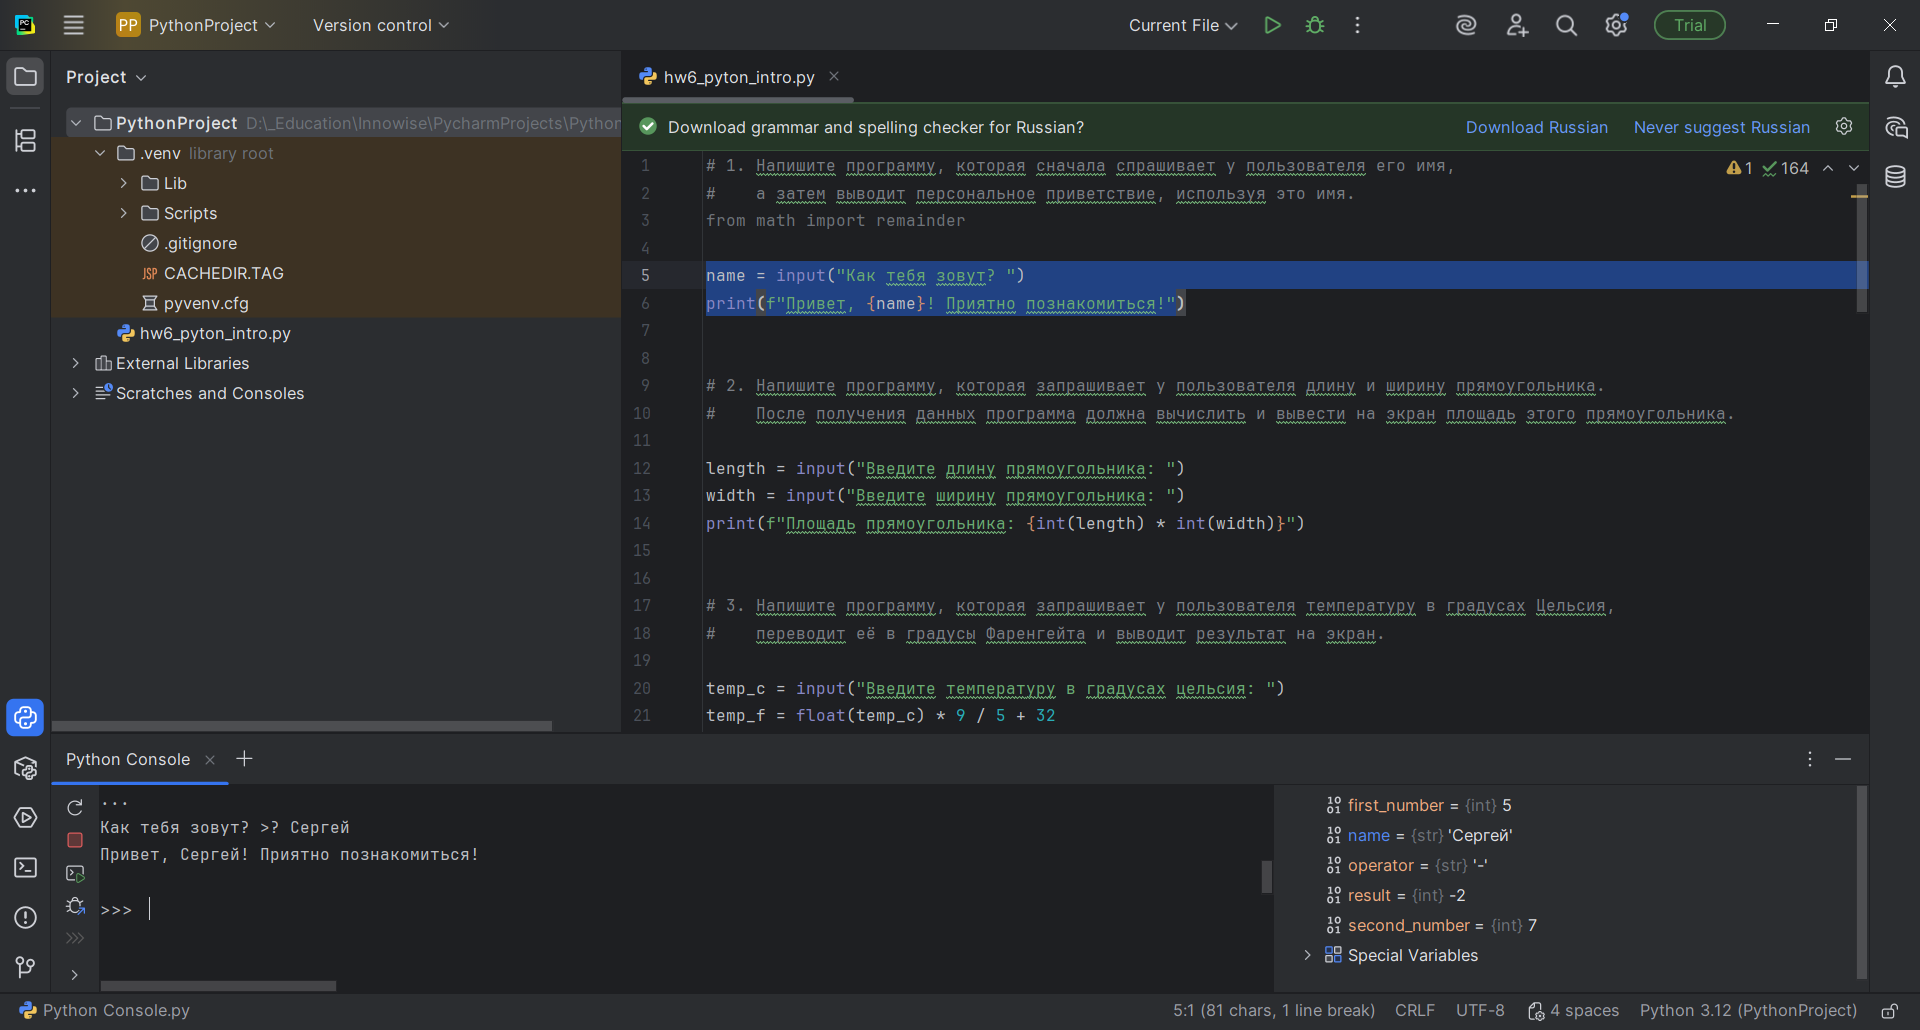 PP PythonProject Version control Current File Trial
Project
hw6_pyton_intro.py
PythonProject D:\_Education\Innowise\PycharmProjects\Python
.venv library root
Lib
Scripts
.gitignore
JSP CACHEDIR.TAG
pyvenv.cfg
hw6_pyton_intro.py
External Libraries
Scratches and Consoles
Download grammar and spelling checker for Russian? Download Russian Never suggest Russian
1 164
1 # 1. Напишите программу, которая сначала спрашивает у пользователя его имя,
2 #    а затем выводит персональное приветствие, используя это имя.
3 from math import remainder
4
5 name = input("Как тебя зовут? ")
6 print(f"Привет, {name}! Приятно познакомиться!")
7
8
9 # 2. Напишите программу, которая запрашивает у пользователя длину и ширину прямоугольника.
10 #    После получения данных программа должна вычислить и вывести на экран площадь этого прямоугольника.
11
12 length = input("Введите длину прямоугольника: ")
13 width = input("Введите ширину прямоугольника: ")
14 print(f"Площадь прямоугольника: {int(length) * int(width)}")
15
16
17 # 3. Напишите программу, которая запрашивает у пользователя температуру в градусах Цельсия,
18 #    переводит её в градусы Фаренгейта и выводит результат на экран.
19
20 temp_c = input("Введите температуру в градусах цельсия: ")
21 temp_f = float(temp_c) * 9 / 5 + 32
Python Console
...
Как тебя зовут? >? Сергей
Привет, Сергей! Приятно познакомиться!
>>>
first_number = {int} 5
name = {str} 'Сергей'
operator = {str} '-'
result = {int} -2
second_number = {int} 7
Special Variables
Python Console.py 5:1 (81 chars, 1 line break) CRLF UTF-8 4 spaces Python 3.12 (PythonProject)